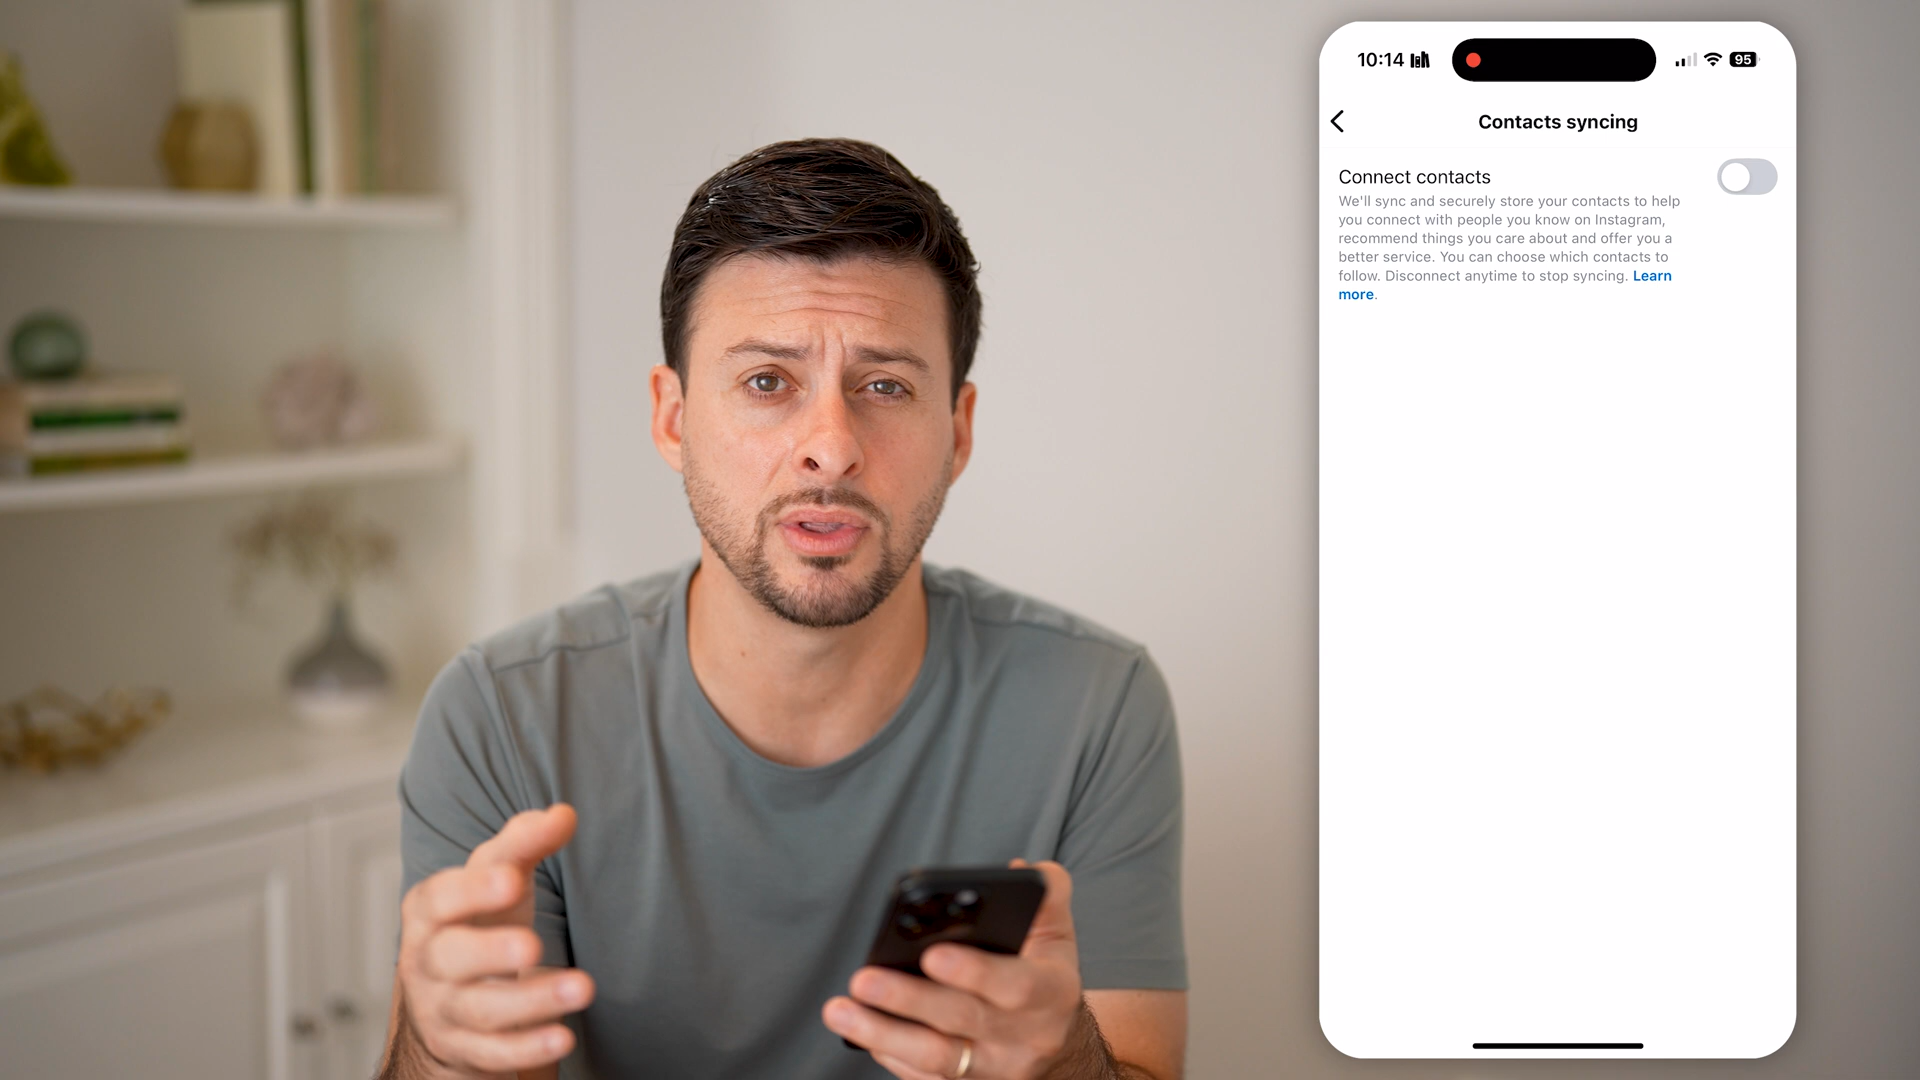 10:14
95
Contacts syncing
Connect contacts
We'll sync and securely store your contacts to help
you connect with people you know on Instagram,
recommend things you care about and offer you a
better service. You can choose which contacts to
follow. Disconnect anytime to stop syncing. Learn
more.